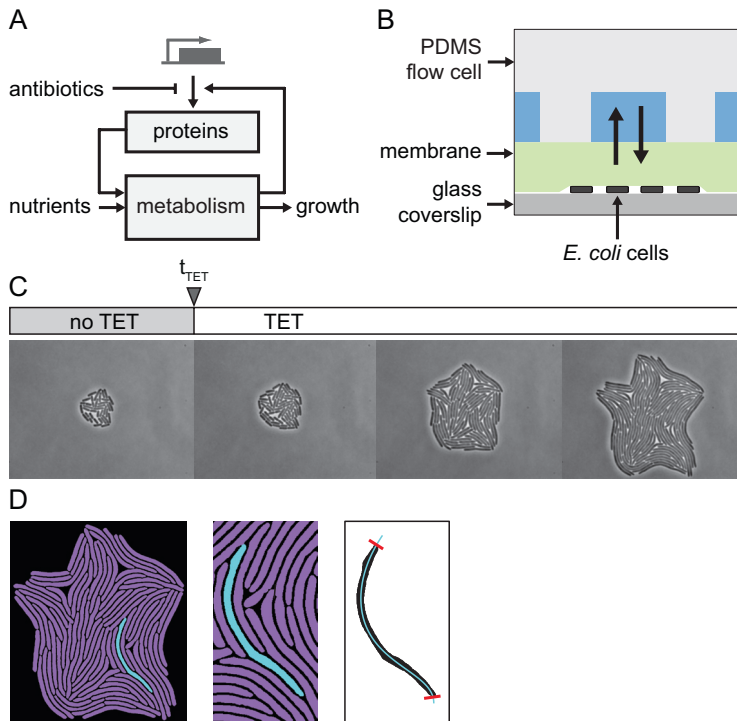 A
antibiotics
proteins
nutrients
metabolism
growth
B
PDMS
flow cell
membrane
glass
coverslip
E. coli cells
C
tTET
no TET
TET
D